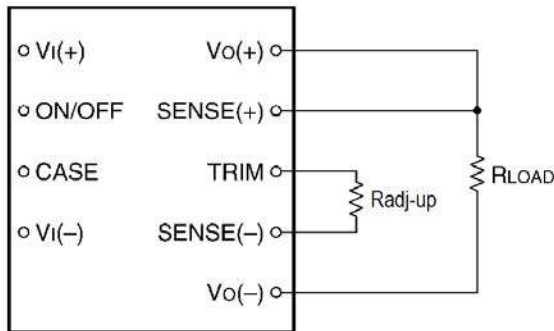 VI(+) VO(+)
ON/OFF SENSE(+)
CASE TRIM
RLOAD
Radj-up
VI(−) SENSE(−)
VO(−)